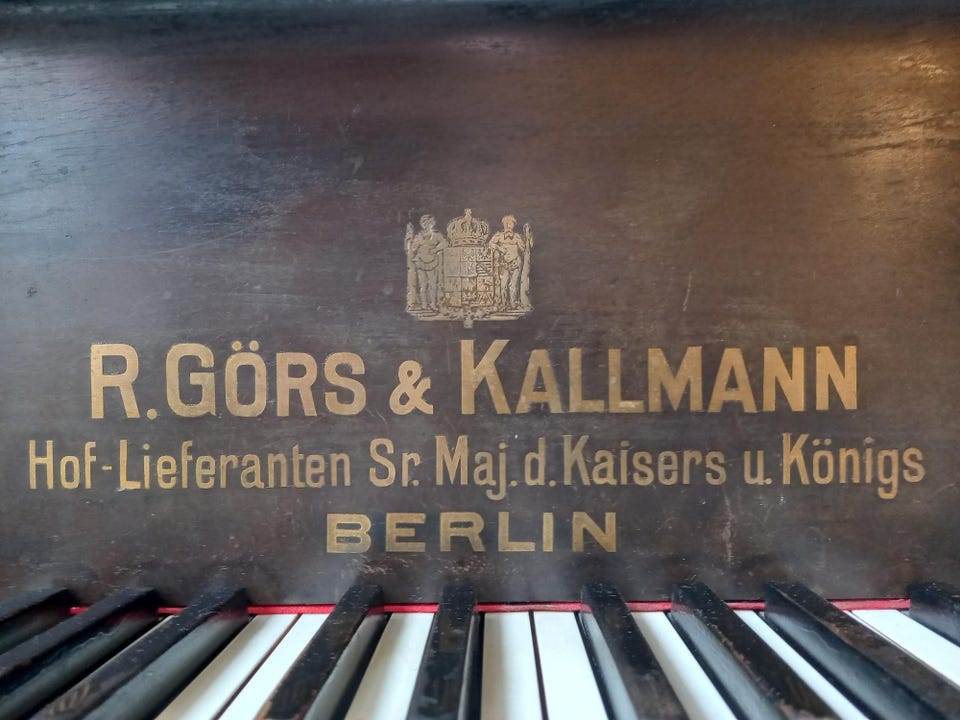 R. GÖRS & KALLMANN
Hof-Lieferanten Sr. Maj. d. Kaisers u. Königs
BERLIN